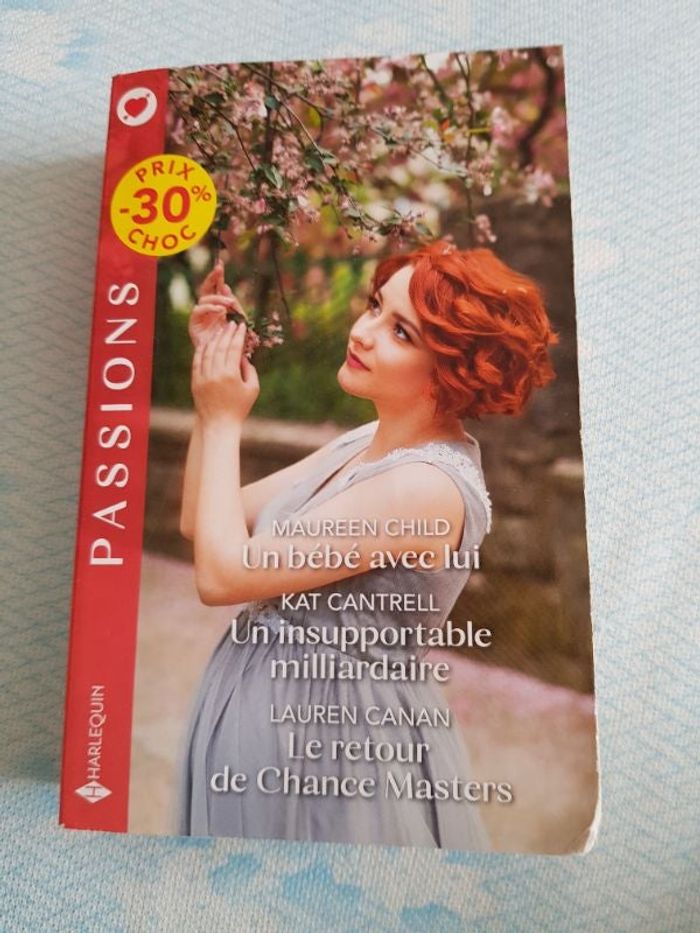 PRIX
-30%
CHOC
PASSIONS
MAUREEN CHILD
Un bébé avec lui
KAT CANTRELL
Un insupportable
milliardaire
LAUREN CANAN
Le retour
de Chance Masters
HARLEQUIN